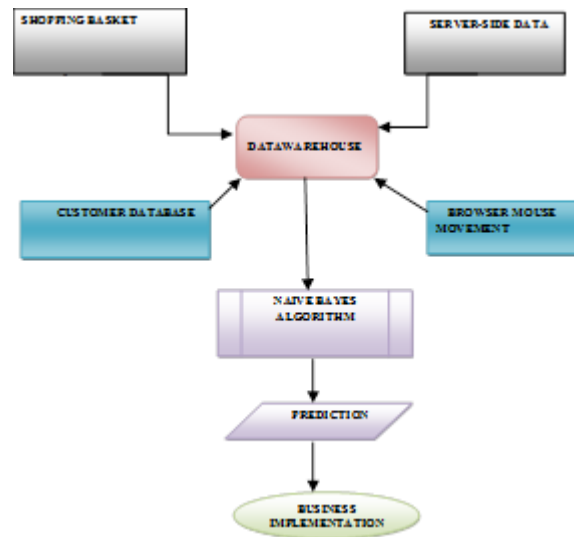 SHOPPING BASKET
SERVER-SIDE DATA
DATAWAREHOUSE
CUSTOMER DATABASE
BROWSER MOUSE
MOVEMENT
NAIVE BAYES
ALGORITHM
PREDICTION
BUSINESS
IMPLEMENTATION